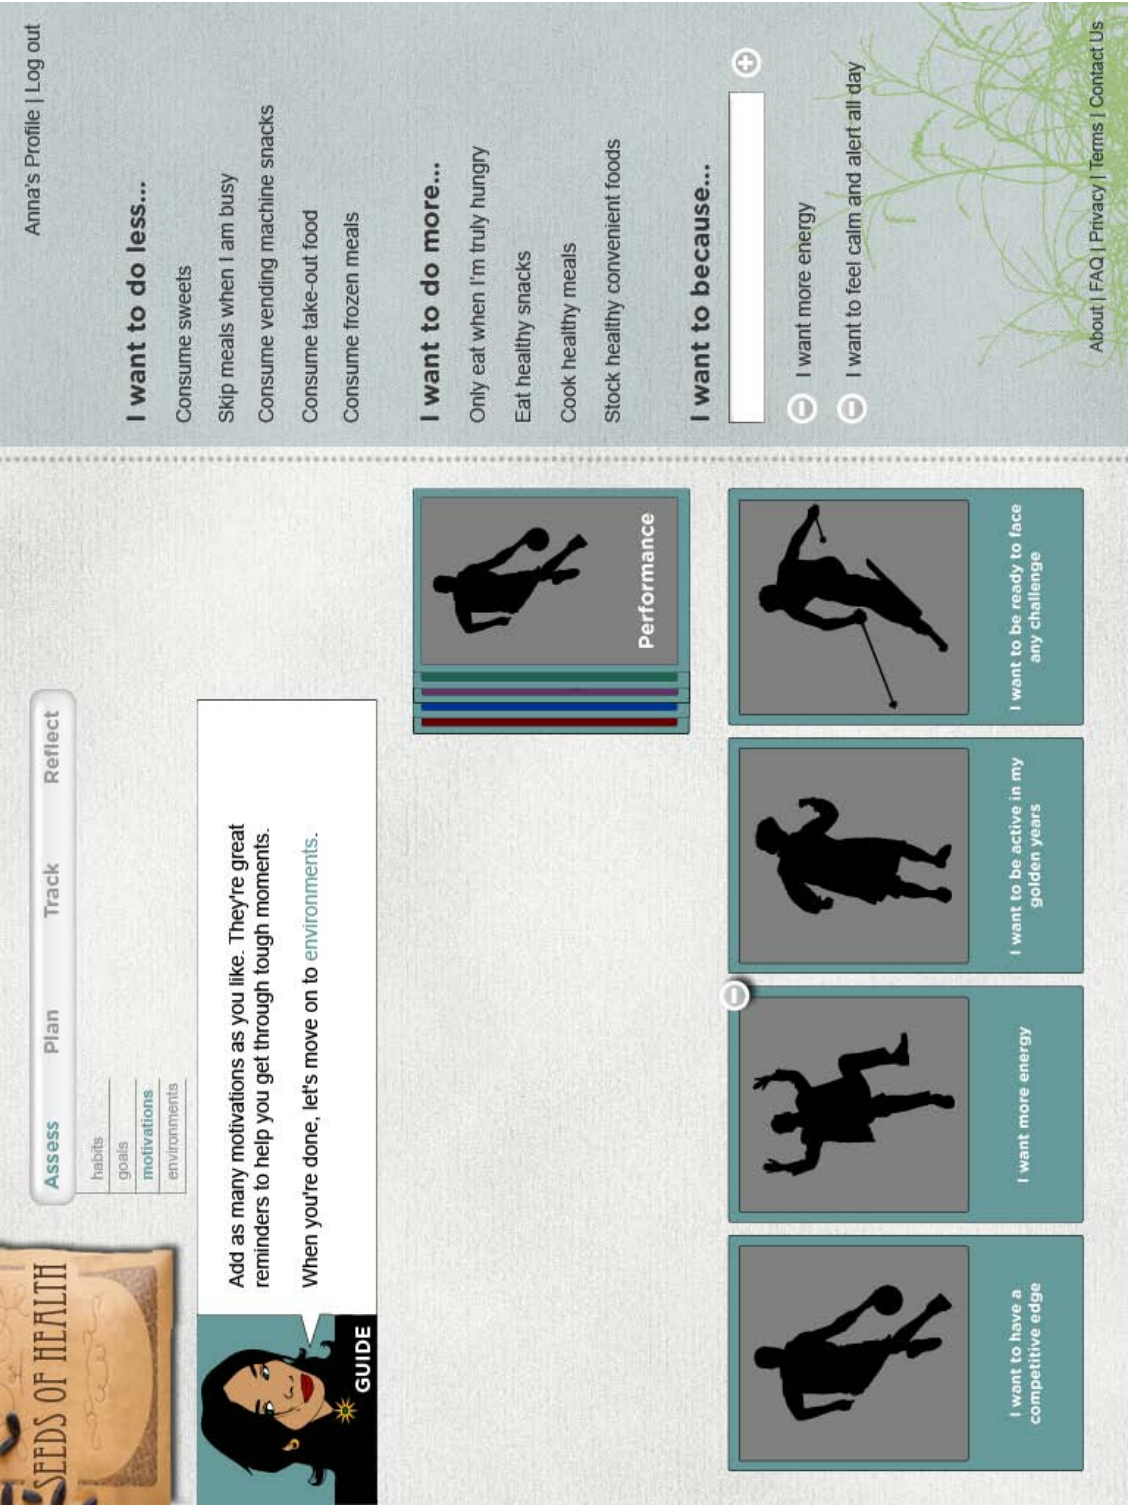 SEEDS OF HEALTH
Assess
Plan
Track
Reflect
habits
goals
motivations
environments
Anna's Profile | Log out
GUIDE
Add as many motivations as you like. They're great
reminders to help you get through tough moments.
When you're done, let's move on to environments.
Performance
I want to have a
competitive edge
I want more energy
I want to be active in my
golden years
I want to be ready to face
any challenge
I want to do less...
Consume sweets
Skip meals when I am busy
Consume vending machine snacks
Consume take-out food
Consume frozen meals
I want to do more...
Only eat when I'm truly hungry
Eat healthy snacks
Cook healthy meals
Stock healthy convenient foods
I want to because...
I want more energy
I want to feel calm and alert all day
About | FAQ | Privacy | Terms | Contact Us